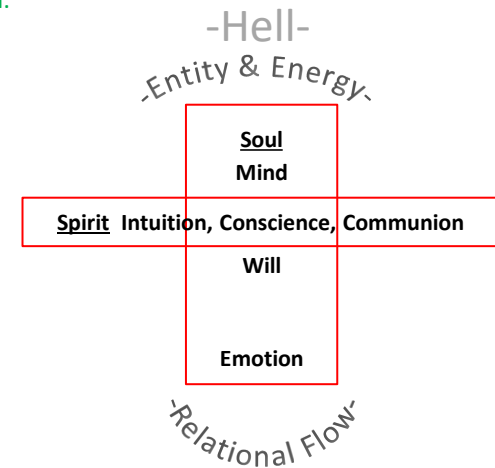 -Hell-
-Entity & Energy-
Soul
Mind
Spirit Intuition, Conscience, Communion
Will
Emotion
-Relational Flow-